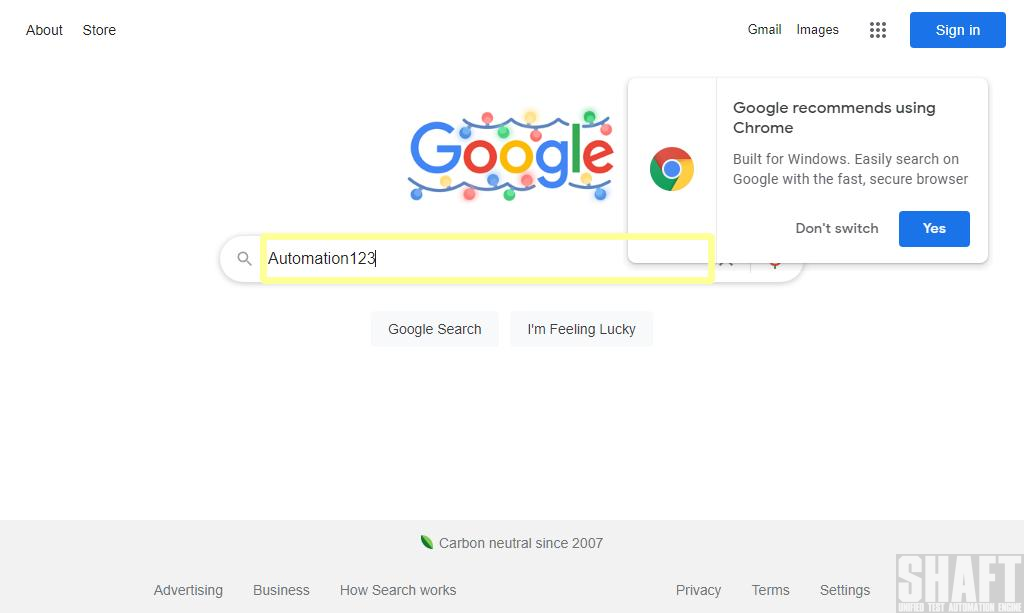 About Store Gmail Images Sign in
Google
Google recommends using
Chrome
Built for Windows. Easily search on
Google with the fast, secure browser
Don't switch Yes
Automation123
Google Search I'm Feeling Lucky
Carbon neutral since 2007
Advertising Business How Search works Privacy Terms Settings
SHAFT
UNIFIED TEST AUTOMATION ENGINE